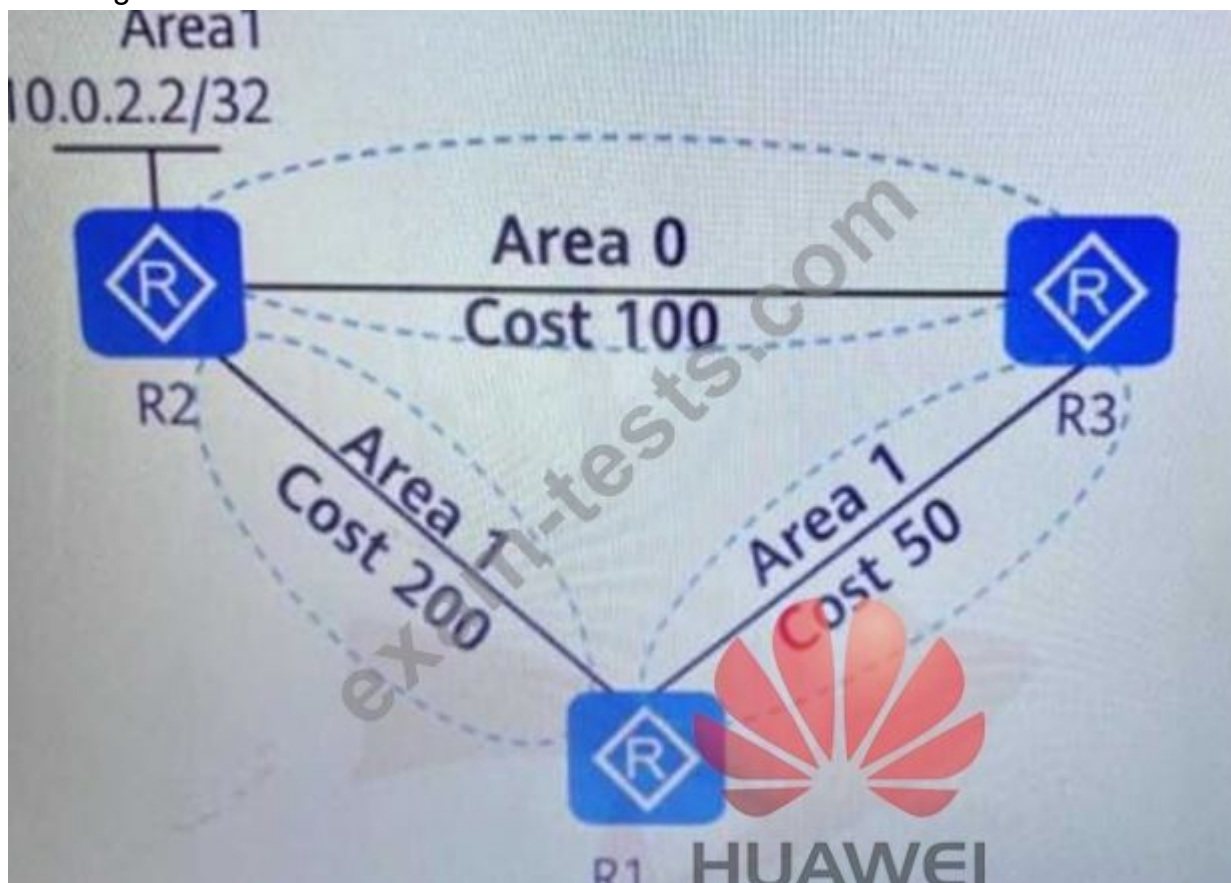 Area1
10.0.2.2/32
Area 0
Cost 100
R
R
R2
R3
Area 1
Cost 200
Area 1
Cost 50
exam-tests.com
R
R1
HUAWEI